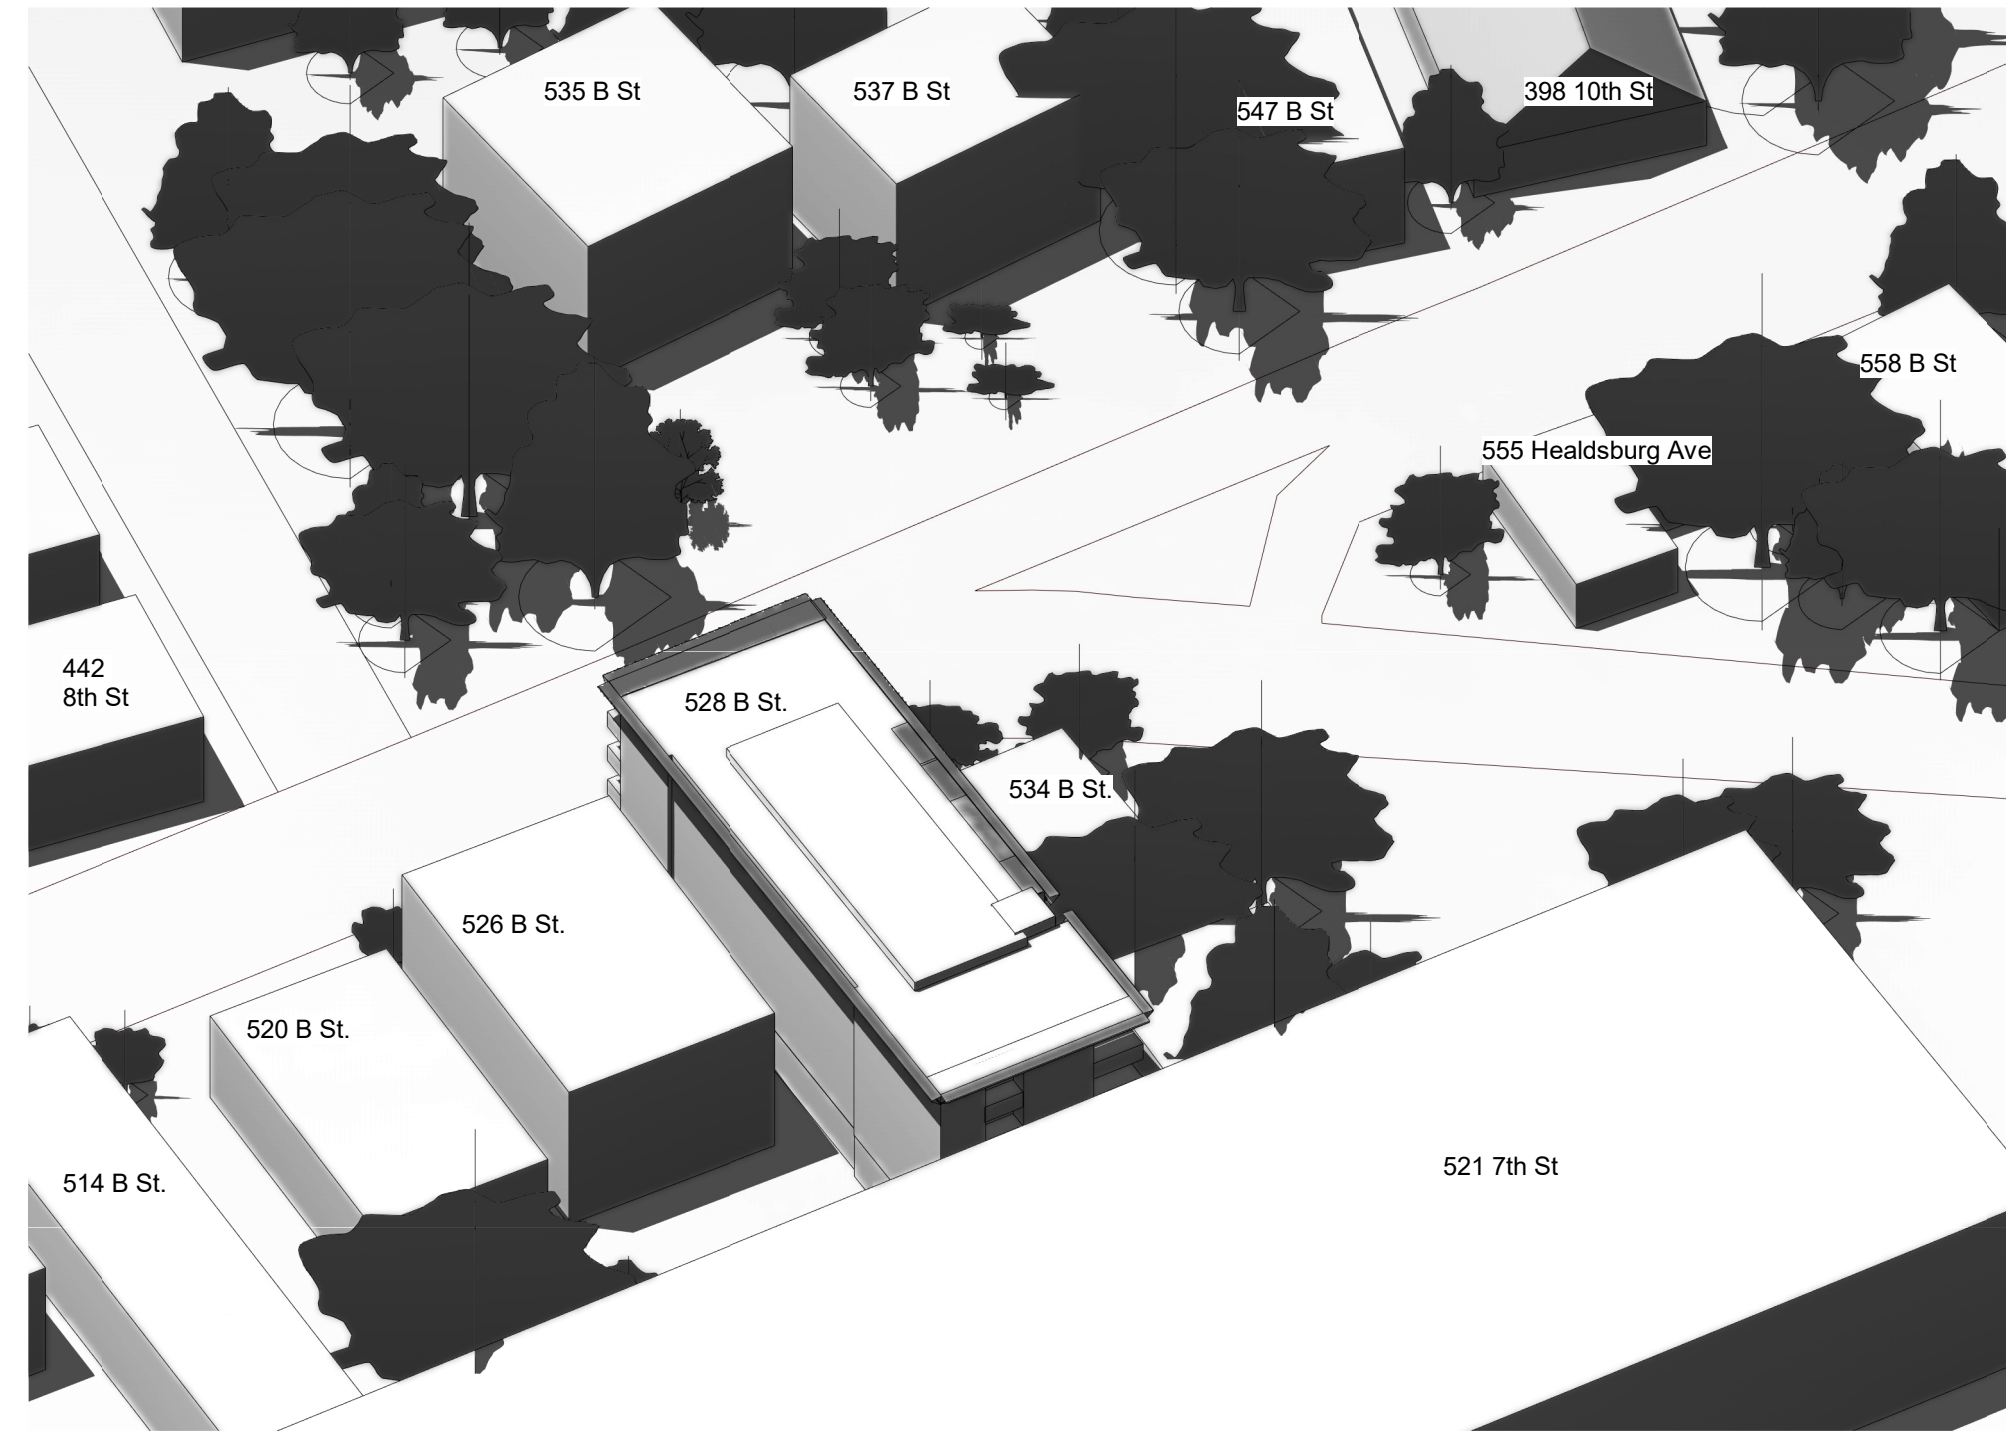 535 B St
537 B St
547 B St
398 10th St
558 B St
555 Healdsburg Ave
442
8th St
528 B St.
534 B St.
526 B St.
520 B St.
514 B St.
521 7th St